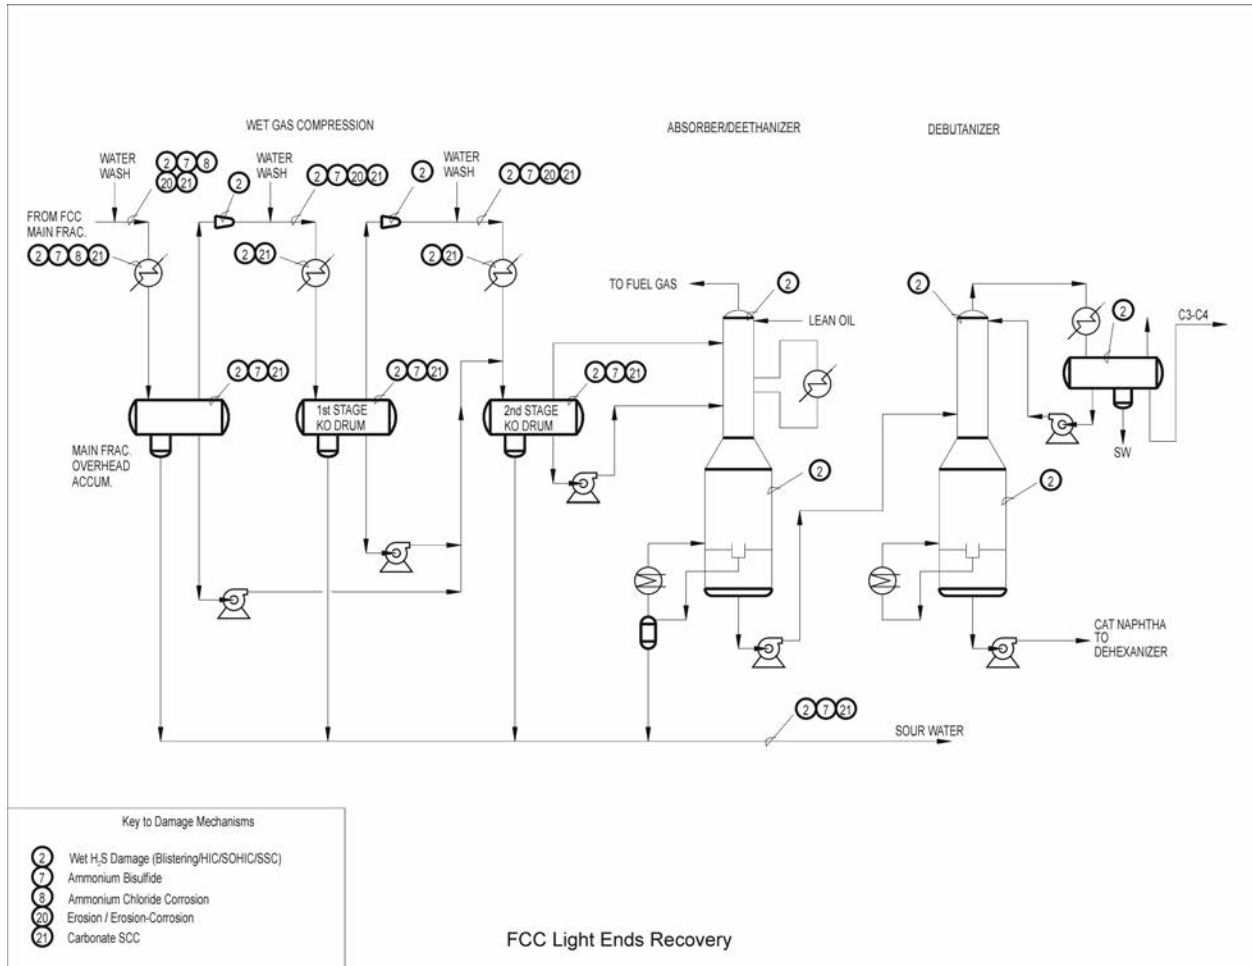 WET GAS COMPRESSION
ABSORBER/DEETHANIZER
DEBUTANIZER
WATER
WASH
2 7 8
20 21
2
WATER
WASH
2 7 20 21
2
WATER
WASH
2 7 20 21
FROM FCC
MAIN FRAC.
2 7 8 21
2 21
2 21
TO FUEL GAS
2
LEAN OIL
2
2
C3-C4
2 7 21
2 7 21
2 7 21
1st STAGE
KO DRUM
2nd STAGE
KO DRUM
MAIN FRAC.
OVERHEAD
ACCUM.
SW
2
2
CAT NAPHTHA
TO
DEHEXANIZER
2 7 21
SOUR WATER
Key to Damage Mechanisms
2 Wet H₂S Damage (Blistering/HIC/SOHIC/SSC)
7 Ammonium Bisulfide
8 Ammonium Chloride Corrosion
20 Erosion / Erosion-Corrosion
21 Carbonate SCC
FCC Light Ends Recovery